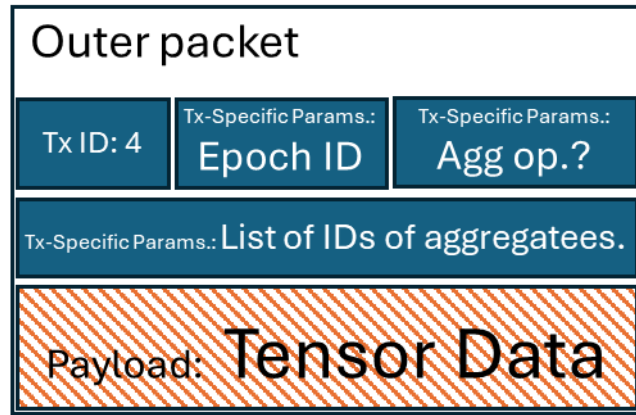 Outer packet
Tx ID: 4
Tx-Specific Params.:
Epoch ID
Tx-Specific Params.:
Agg op.?
Tx-Specific Params.: List of IDs of aggregatees.
Payload: Tensor Data